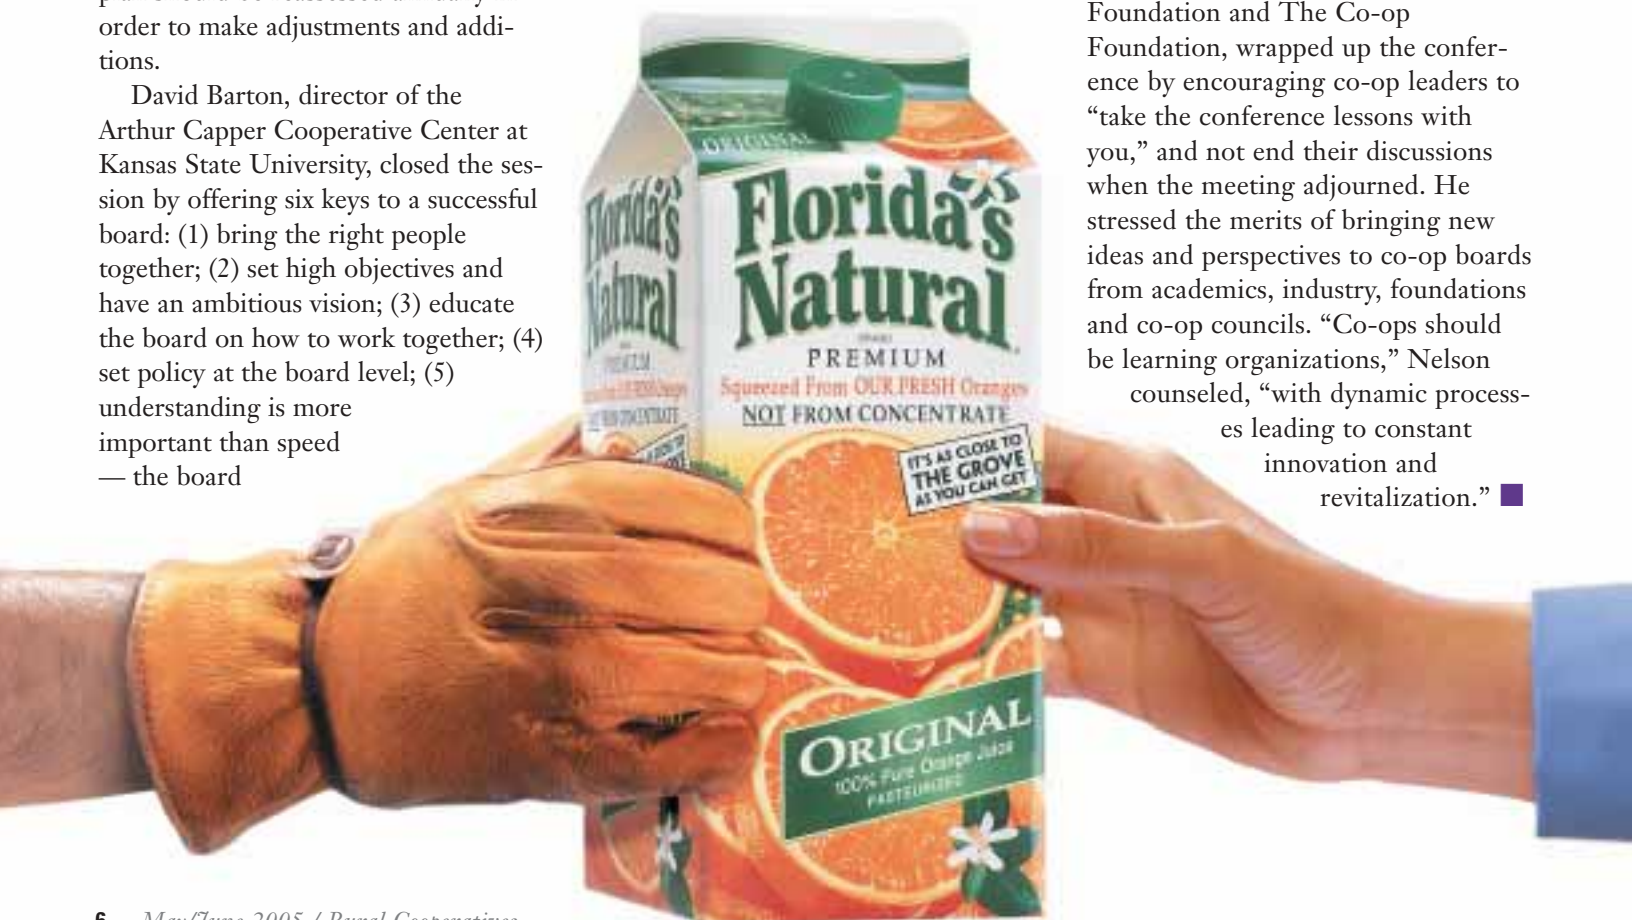 order to make adjustments and addi-
tions.
David Barton, director of the
Arthur Capper Cooperative Center at
Kansas State University, closed the ses-
sion by offering six keys to a successful
board: (1) bring the right people
together; (2) set high objectives and
have an ambitious vision; (3) educate
the board on how to work together; (4)
set policy at the board level; (5)
understanding is more
important than speed
— the board
ORIGINAL
Florida's
Natural
PREMIUM
Squeezed From OUR FRESH Oranges
NOT FROM CONCENTRATE
IT'S AS CLOSE TO
THE GROVE
AS YOU CAN GET
ORIGINAL
100% Pure Orange Juice
PASTEURIZED
Florida's
Natural
PREMIUM
Foundation and The Co-op
Foundation, wrapped up the confer-
ence by encouraging co-op leaders to
“take the conference lessons with
you,” and not end their discussions
when the meeting adjourned. He
stressed the merits of bringing new
ideas and perspectives to co-op boards
from academics, industry, foundations
and co-op councils. “Co-ops should
be learning organizations,” Nelson
counseled, “with dynamic process-
es leading to constant
innovation and
revitalization.”
6 May/June 2005 / Rural Cooperatives